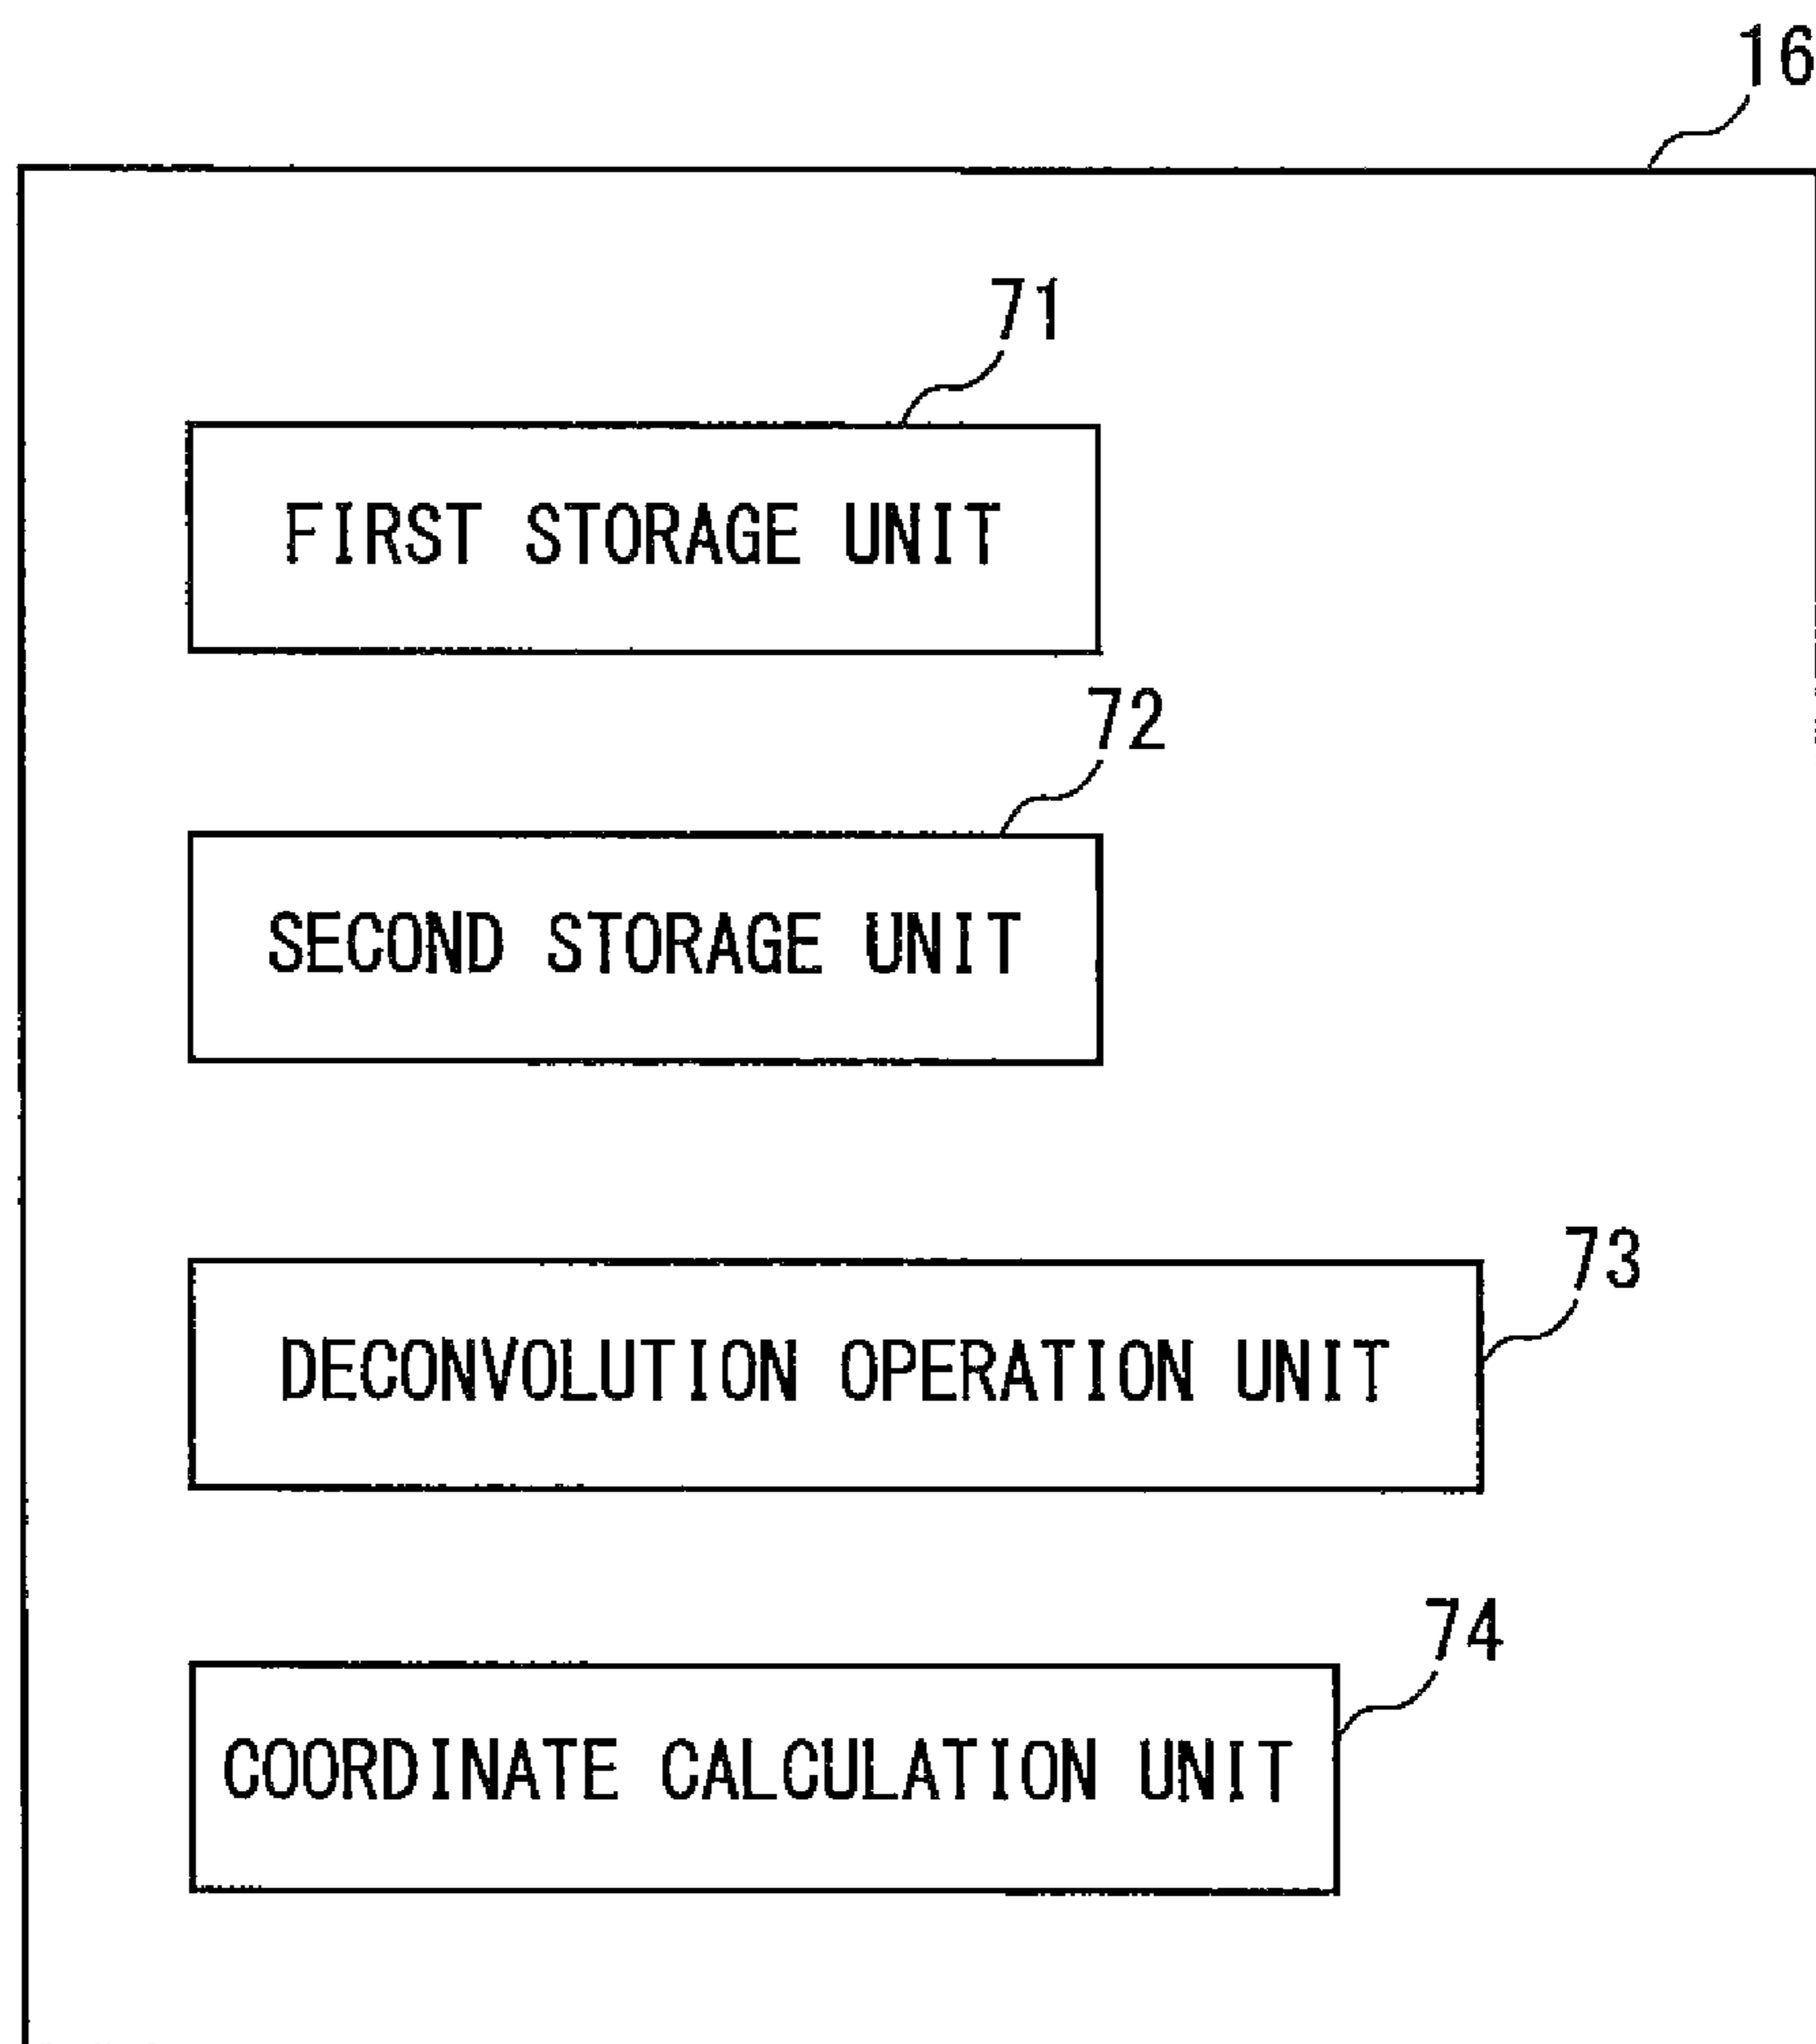 16
71
FIRST STORAGE UNIT
72
SECOND STORAGE UNIT
73
DECONVOLUTION OPERATION UNIT
74
COORDINATE CALCULATION UNIT